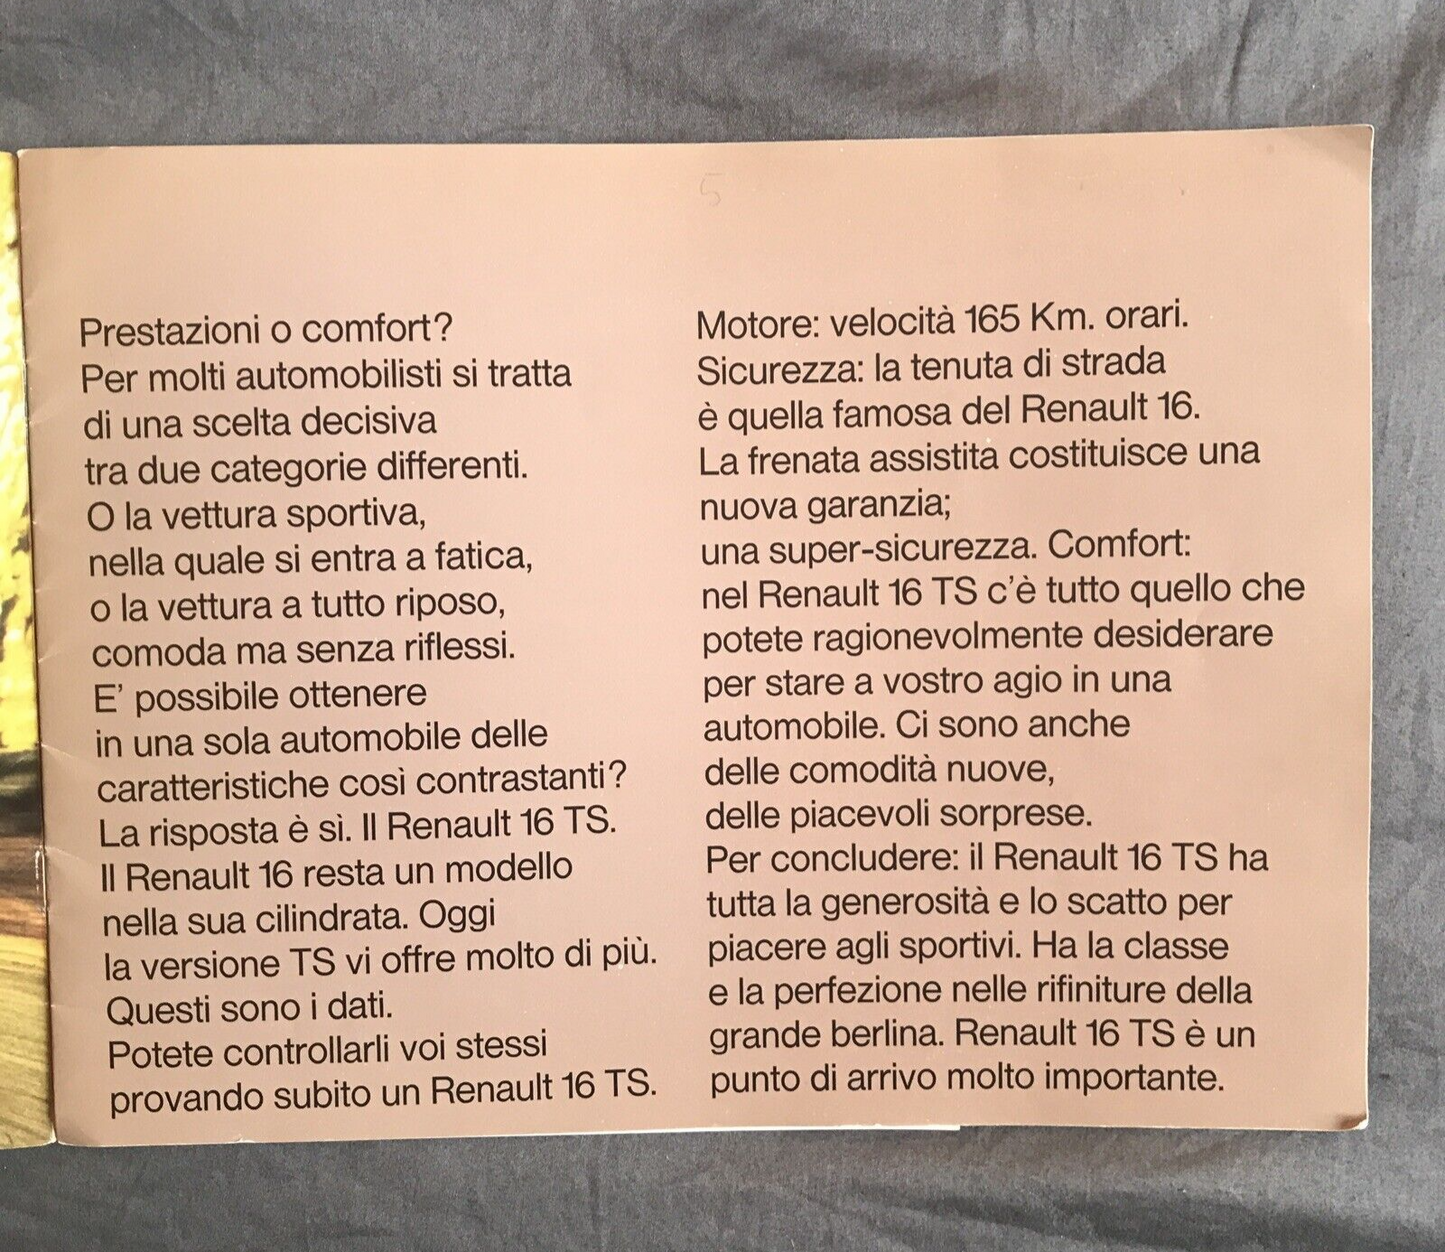 5
Prestazioni o comfort?
Per molti automobilisti si tratta
di una scelta decisiva
tra due categorie differenti.
O la vettura sportiva,
nella quale si entra a fatica,
o la vettura a tutto riposo,
comoda ma senza riflessi.
E' possibile ottenere
in una sola automobile delle
caratteristiche così contrastanti?
La risposta è sì. Il Renault 16 TS.
Il Renault 16 resta un modello
nella sua cilindrata. Oggi
la versione TS vi offre molto di più.
Questi sono i dati.
Potete controllarli voi stessi
provando subito un Renault 16 TS.
Motore: velocità 165 Km. orari.
Sicurezza: la tenuta di strada
è quella famosa del Renault 16.
La frenata assistita costituisce una
nuova garanzia;
una super-sicurezza. Comfort:
nel Renault 16 TS c'è tutto quello che
potete ragionevolmente desiderare
per stare a vostro agio in una
automobile. Ci sono anche
delle comodità nuove,
delle piacevoli sorprese.
Per concludere: il Renault 16 TS ha
tutta la generosità e lo scatto per
piacere agli sportivi. Ha la classe
e la perfezione nelle rifiniture della
grande berlina. Renault 16 TS è un
punto di arrivo molto importante.